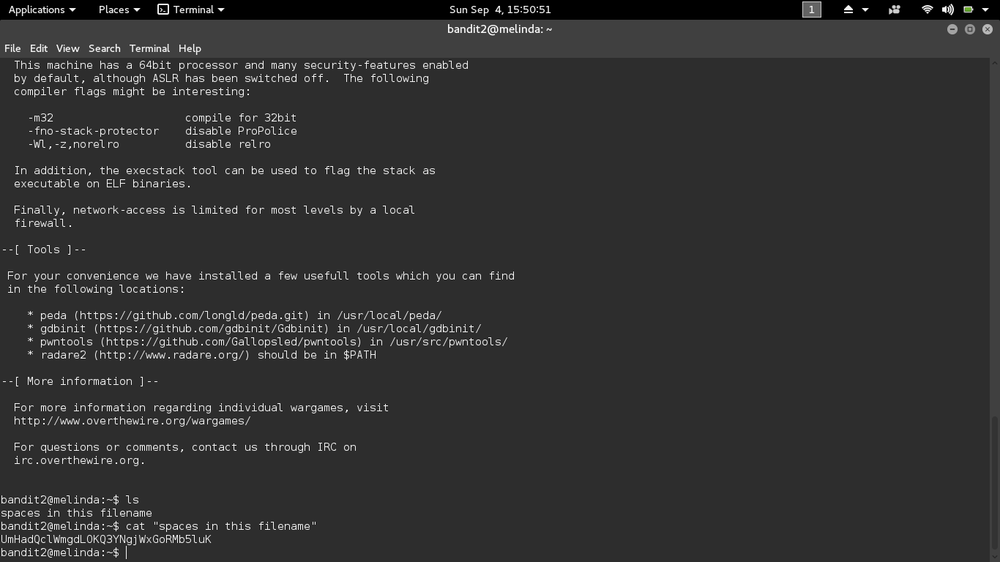 Applications Places Terminal Sun Sep 4, 15:50:51 1
bandit2@melinda: ~
File Edit View Search Terminal Help
This machine has a 64bit processor and many security-features enabled
by default, although ASLR has been switched off. The following
compiler flags might be interesting:
-m32 compile for 32bit
-fno-stack-protector disable ProPolice
-Wl,-z,norelro disable relro
In addition, the execstack tool can be used to flag the stack as
executable on ELF binaries.
Finally, network-access is limited for most levels by a local
firewall.
--[ Tools ]--
For your convenience we have installed a few usefull tools which you can find
in the following locations:
* peda (https://github.com/longld/peda.git) in /usr/local/peda/
* gdbinit (https://github.com/gdbinit/Gdbinit) in /usr/local/gdbinit/
* pwntools (https://github.com/Gallopsled/pwntools) in /usr/src/pwntools/
* radare2 (http://www.radare.org/) should be in $PATH
--[ More information ]--
For more information regarding individual wargames, visit
http://www.overthewire.org/wargames/
For questions or comments, contact us through IRC on
irc.overthewire.org.
bandit2@melinda:~$ ls
spaces in this filename
bandit2@melinda:~$ cat "spaces in this filename"
UmHadQclWmgdLOKQ3YNgjWxGoRMb5luK
bandit2@melinda:~$